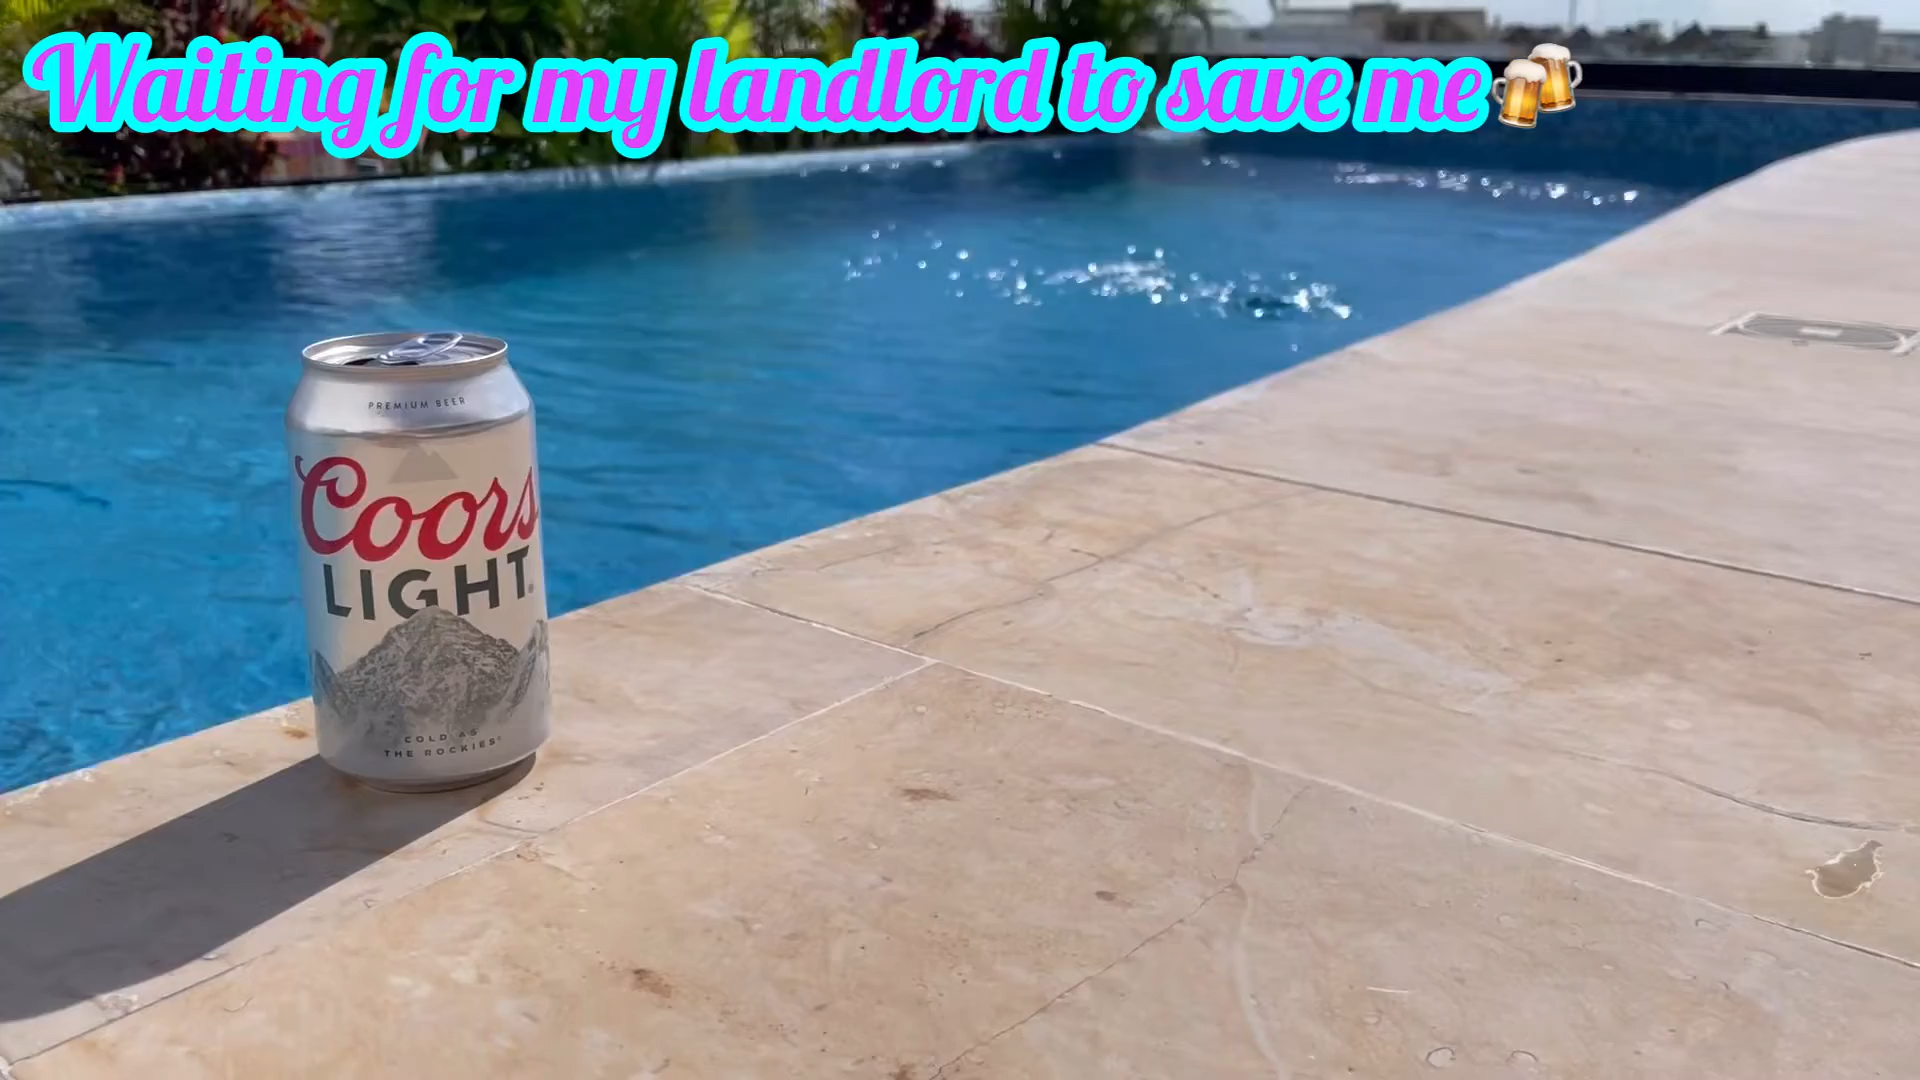 Waiting for my landlord to save me🍻
PREMIUM BEER
Coors
LIGHT
COLD AS
THE ROCKIES®